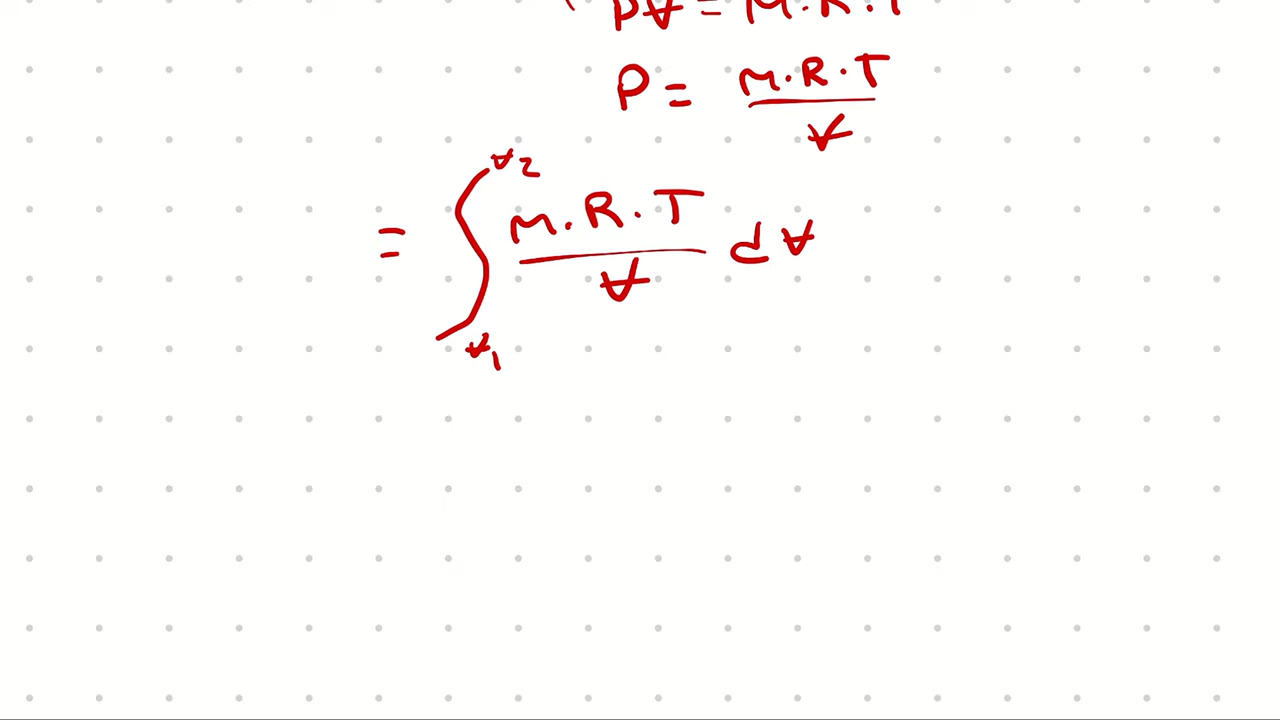 P∀ = M.R.T
P = M.R.T / ∀
= ∫∀₁^∀₂ M.R.T / ∀ d∀